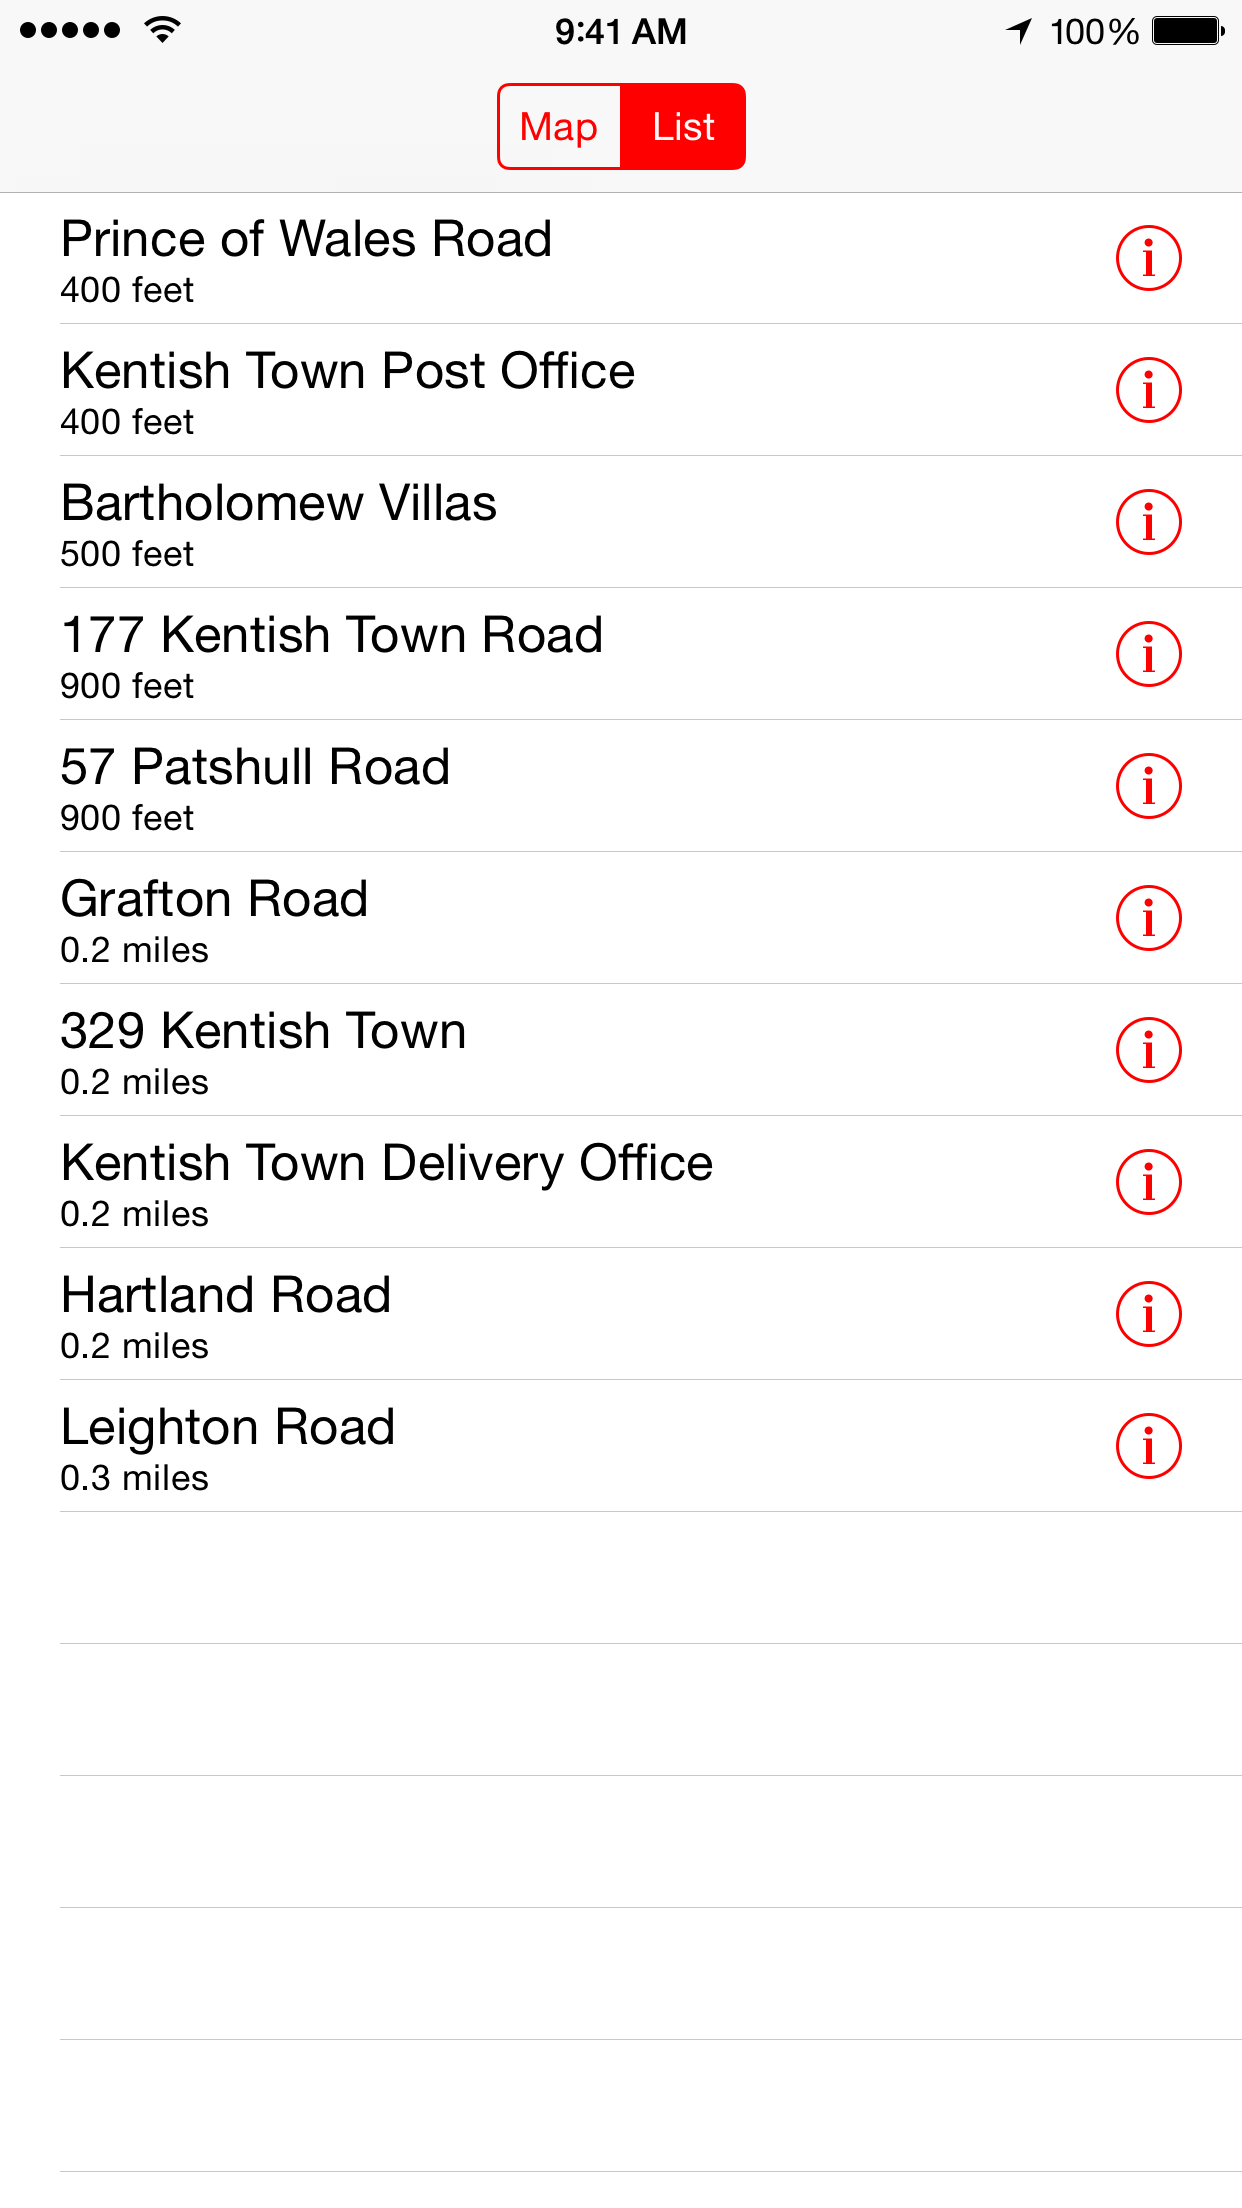 9:41 AM
100%
Map
List
Prince of Wales Road
400 feet
Kentish Town Post Office
400 feet
Bartholomew Villas
500 feet
177 Kentish Town Road
900 feet
57 Patshull Road
900 feet
Grafton Road
0.2 miles
329 Kentish Town
0.2 miles
Kentish Town Delivery Office
0.2 miles
Hartland Road
0.2 miles
Leighton Road
0.3 miles